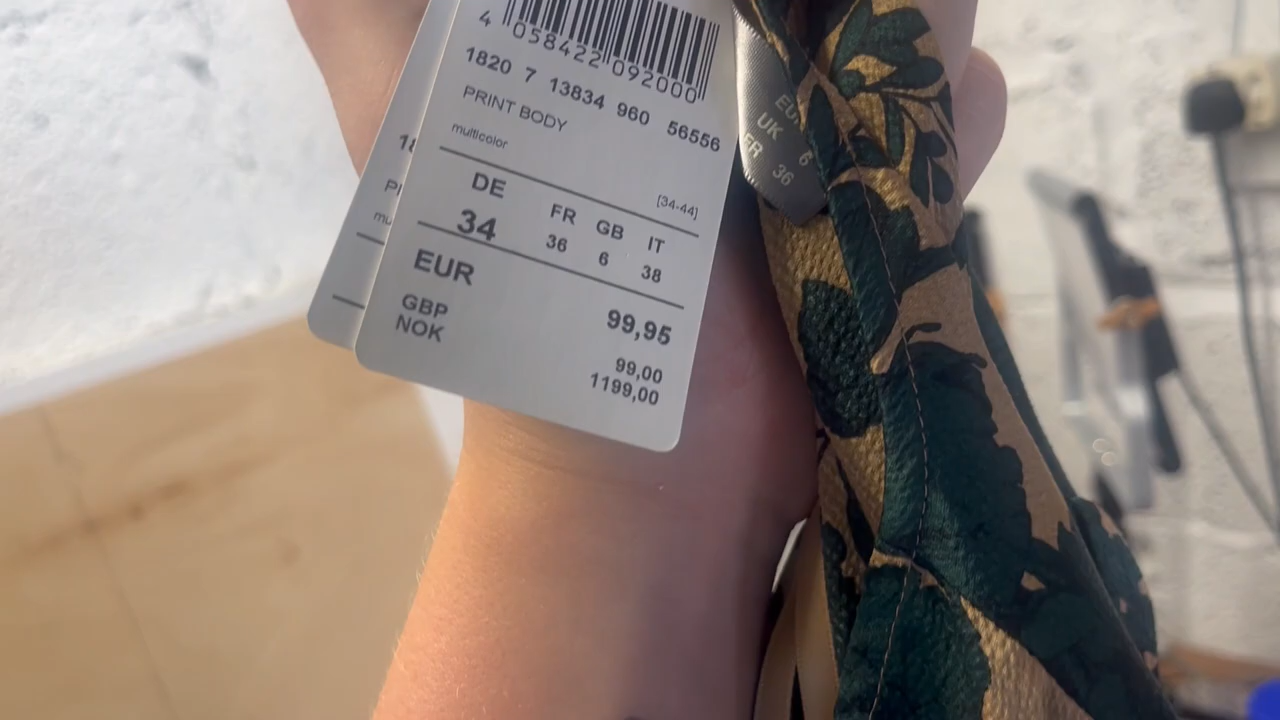 4 058422 092000
1820 7 13834 960 56556
PRINT BODY
multicolor
[34-44]
DE FR GB IT
34 36 6 38
EUR 99,95
GBP 99,00
NOK 1199,00
UK 6
FR 36